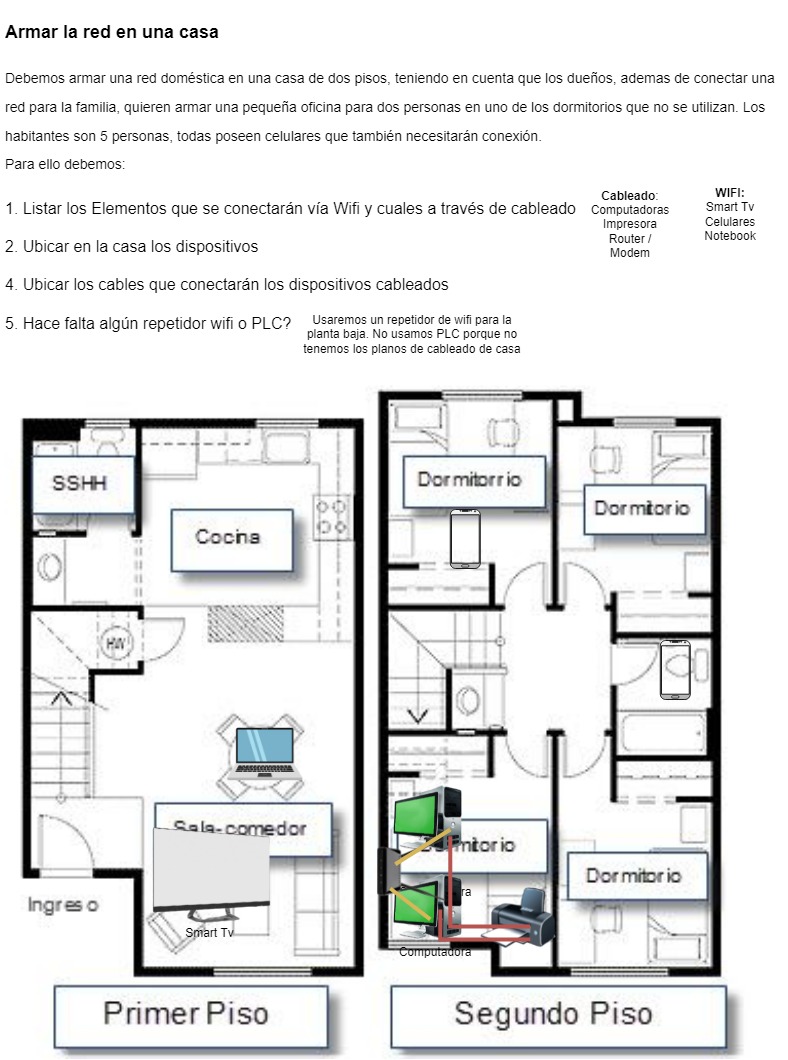 Armar la red en una casa
Debemos armar una red doméstica en una casa de dos pisos, teniendo en cuenta que los dueños, ademas de conectar una
red para la familia, quieren armar una pequeña oficina para dos personas en uno de los dormitorios que no se utilizan. Los
habitantes son 5 personas, todas poseen celulares que también necesitarán conexión.
Para ello debemos:
1. Listar los Elementos que se conectarán vía Wifi y cuales a través de cableado
Cableado:
Computadoras
Impresora
Router /
Modem
WIFI:
Smart Tv
Celulares
Notebook
2. Ubicar en la casa los dispositivos
4. Ubicar los cables que conectarán los dispositivos cableados
5. Hace falta algún repetidor wifi o PLC?
Usaremos un repetidor de wifi para la
planta baja. No usamos PLC porque no
tenemos los planos de cableado de casa
SSHH
Cocina
HW
Sala-comedor
Ingreso
Smart Tv
Primer Piso
Dormitorrio
Dormitorio
mitorio
ra
Dormitorio
Computadora
Segundo Piso